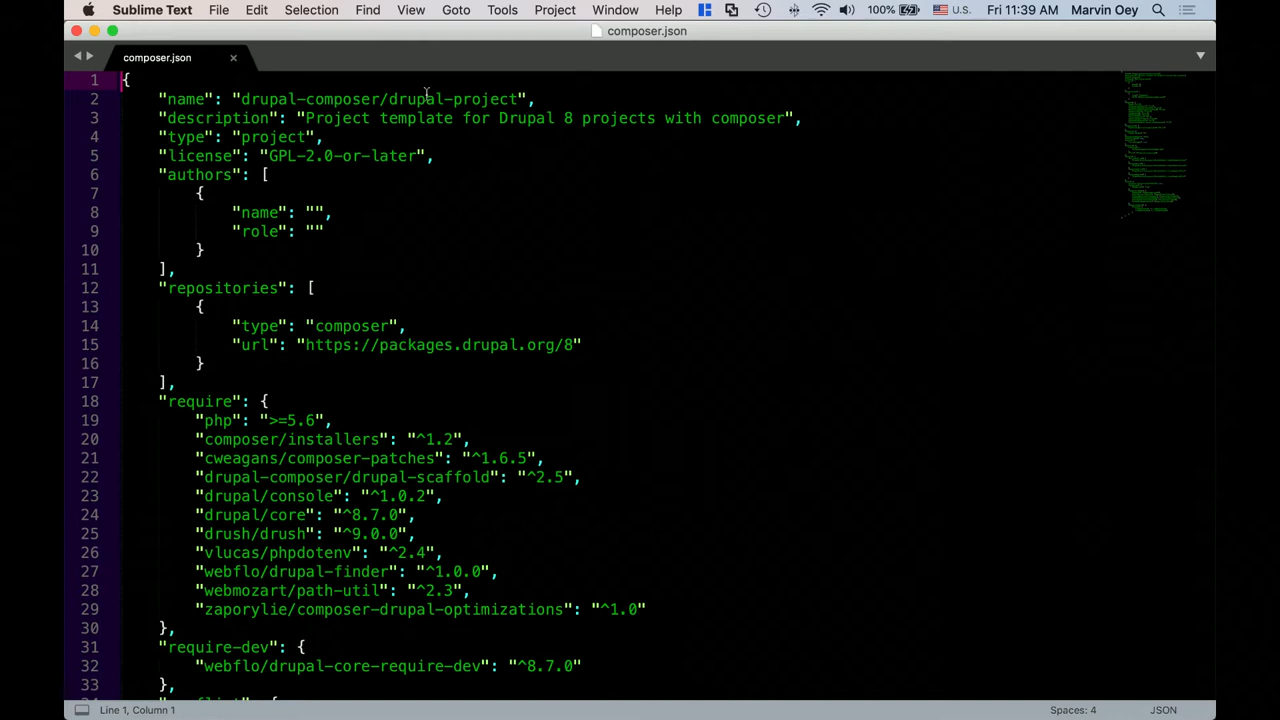 Sublime Text File Edit Selection Find View Goto Tools Project Window Help 100% U.S. Fri 11:39 AM Marvin Oey
composer.json
composer.json ×
1 {
2 "name": "drupal-composer/drupal-project",
3 "description": "Project template for Drupal 8 projects with composer",
4 "type": "project",
5 "license": "GPL-2.0-or-later",
6 "authors": [
7 {
8 "name": "",
9 "role": ""
10 }
11 ],
12 "repositories": [
13 {
14 "type": "composer",
15 "url": "https://packages.drupal.org/8"
16 }
17 ],
18 "require": {
19 "php": ">=5.6",
20 "composer/installers": "^1.2",
21 "cweagans/composer-patches": "^1.6.5",
22 "drupal-composer/drupal-scaffold": "^2.5",
23 "drupal/console": "^1.0.2",
24 "drupal/core": "^8.7.0",
25 "drush/drush": "^9.0.0",
26 "vlucas/phpdotenv": "^2.4",
27 "webflo/drupal-finder": "^1.0.0",
28 "webmozart/path-util": "^2.3",
29 "zaporylie/composer-drupal-optimizations": "^1.0"
30 },
31 "require-dev": {
32 "webflo/drupal-core-require-dev": "^8.7.0"
33 },
Line 1, Column 1 Spaces: 4 JSON